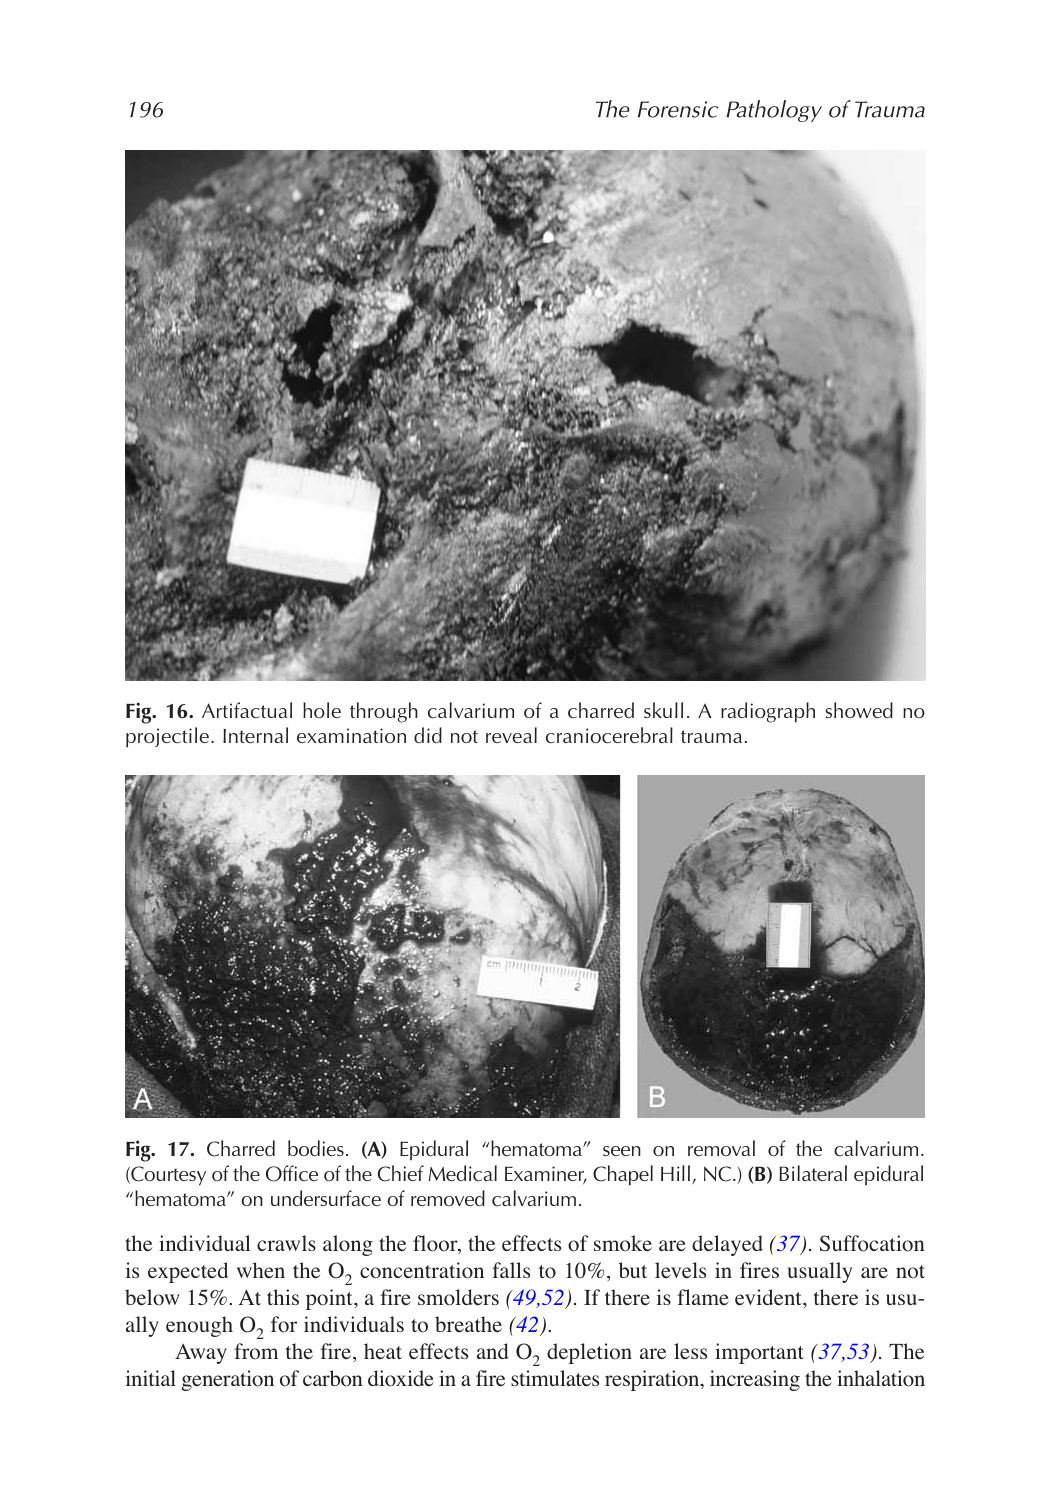 196
The Forensic Pathology of Trauma
Fig. 16. Artifactual hole through calvarium of a charred skull. A radiograph showed no
projectile. Internal examination did not reveal craniocerebral trauma.
cm
1
2
A
B
Fig. 17. Charred bodies. (A) Epidural “hematoma” seen on removal of the calvarium.
(Courtesy of the Office of the Chief Medical Examiner, Chapel Hill, NC.) (B) Bilateral epidural
“hematoma” on undersurface of removed calvarium.
the individual crawls along the floor, the effects of smoke are delayed (37). Suffocation
is expected when the O2 concentration falls to 10%, but levels in fires usually are not
below 15%. At this point, a fire smolders (49,52). If there is flame evident, there is usu-
ally enough O2 for individuals to breathe (42).
Away from the fire, heat effects and O2 depletion are less important (37,53). The
initial generation of carbon dioxide in a fire stimulates respiration, increasing the inhalation